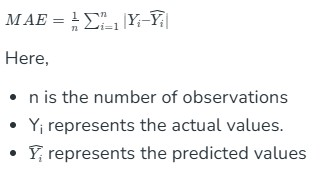 MAE = 1/n ∑ⁿᵢ₌₁ |Yᵢ–Ŷᵢ|
Here,
• n is the number of observations
• Yᵢ represents the actual values.
• Ŷᵢ represents the predicted values